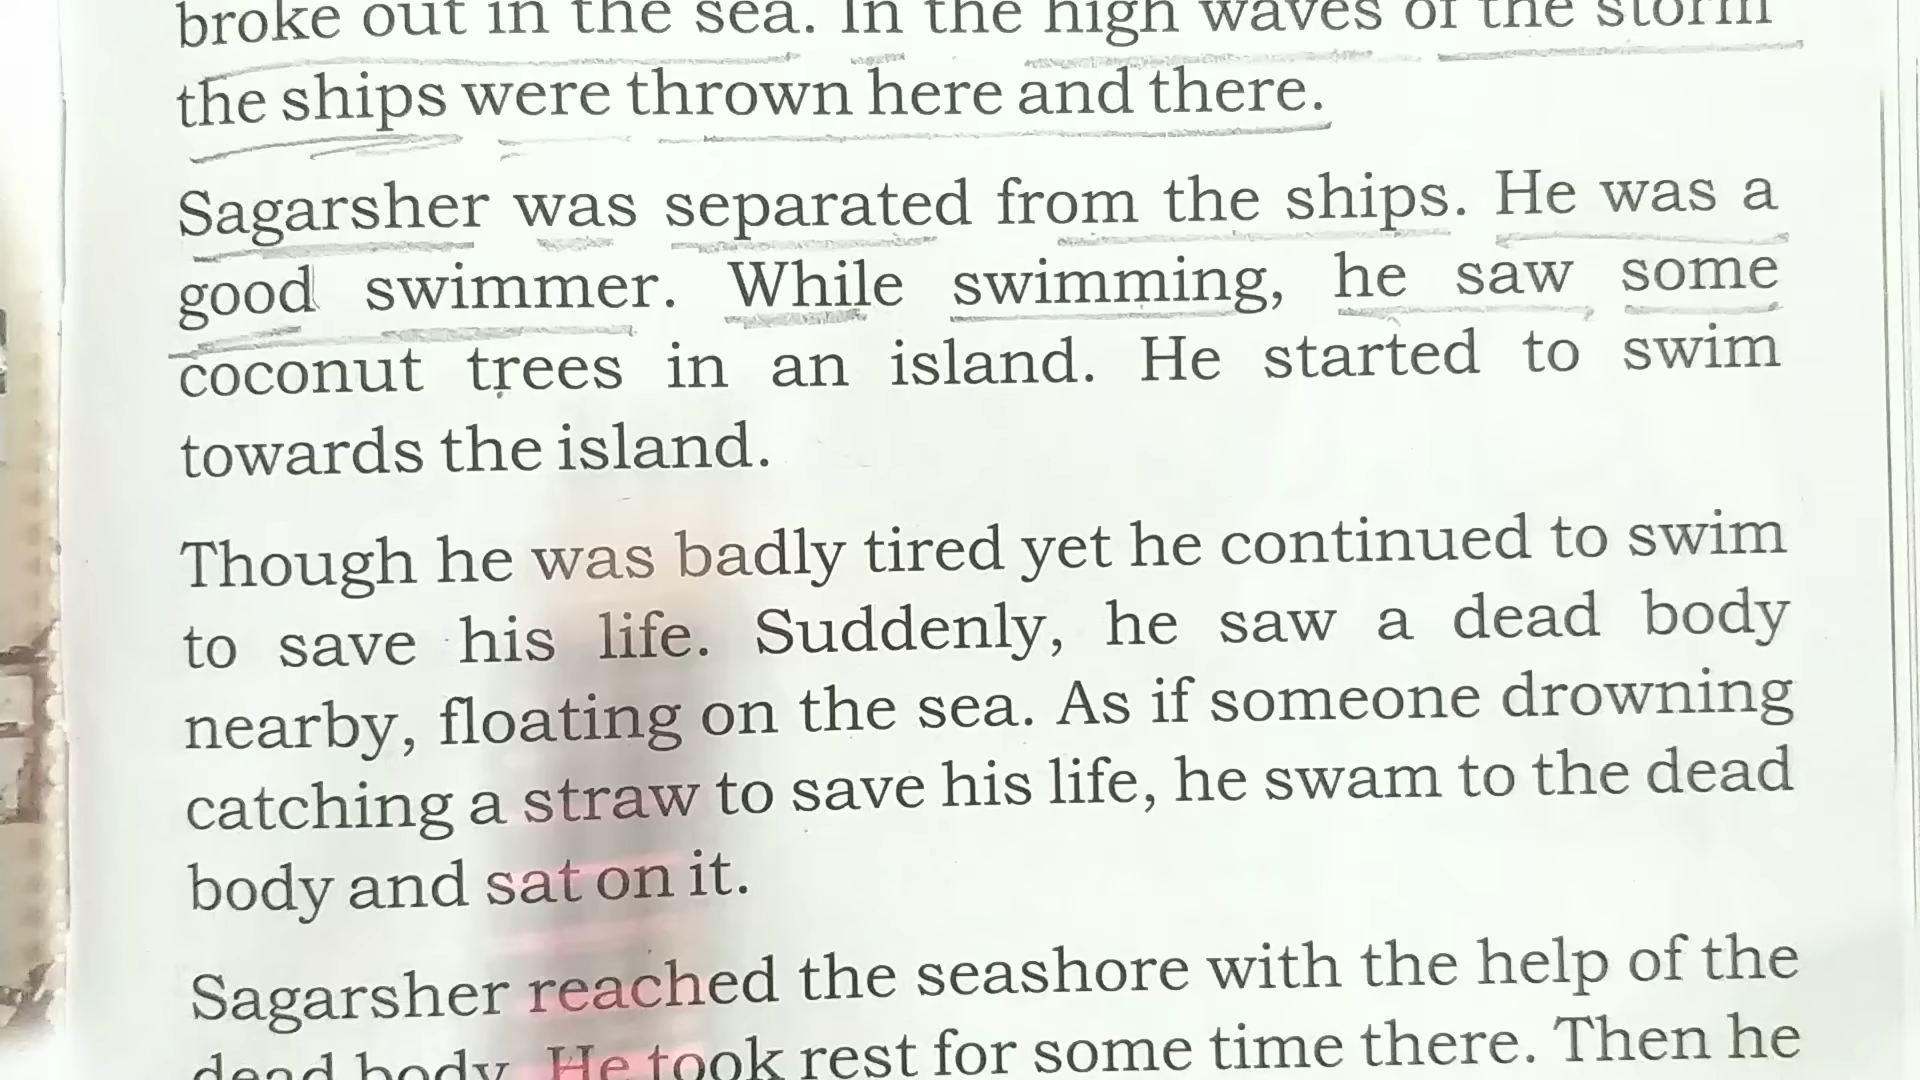 broke out in the sea. In the high waves of the storm
the ships were thrown here and there.
Sagarsher was separated from the ships. He was a
good swimmer. While swimming, he saw some
coconut trees in an island. He started to swim
towards the island.
Though he was badly tired yet he continued to swim
to save his life. Suddenly, he saw a dead body
nearby, floating on the sea. As if someone drowning
catching a straw to save his life, he swam to the dead
body and sat on it.
Sagarsher reached the seashore with the help of the
dead body. He took rest for some time there. Then he